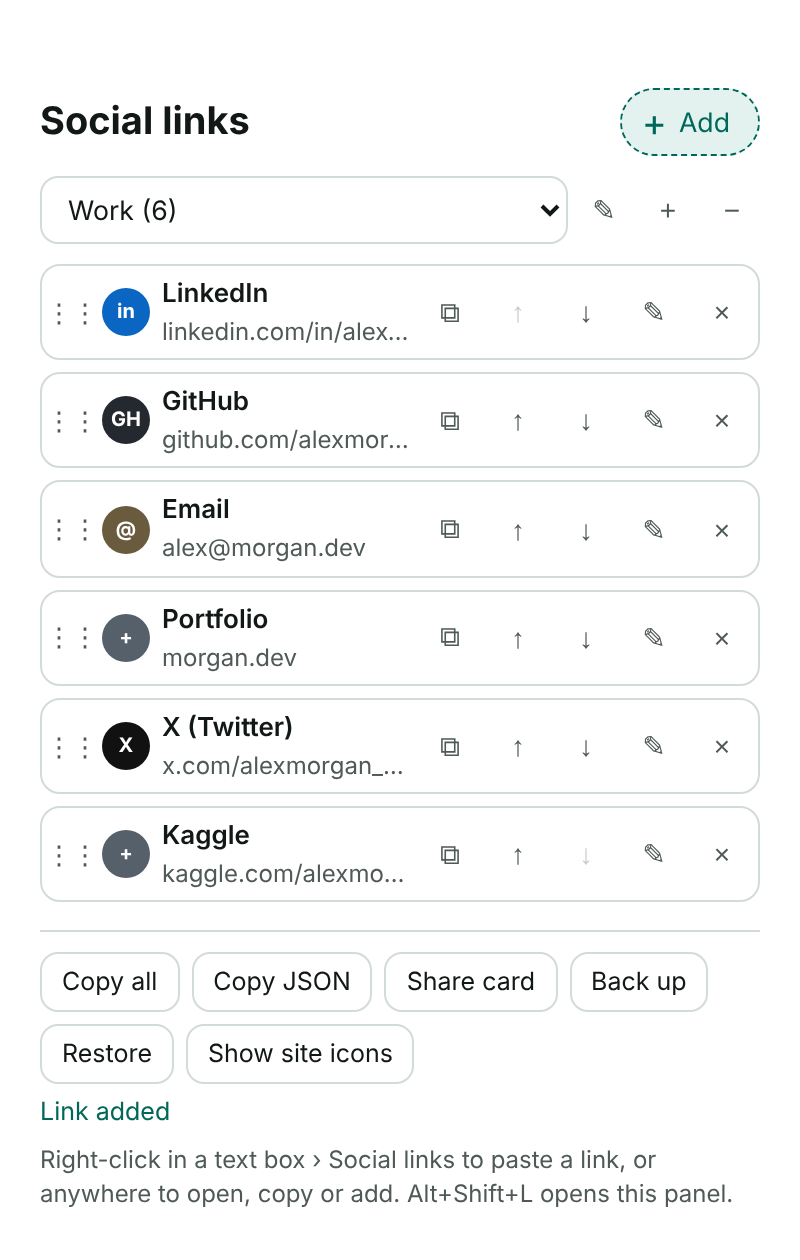 Social links
+ Add
Work (6)
✎ + −
in
LinkedIn
linkedin.com/in/alex...
GH
GitHub
github.com/alexmor...
@
Email
alex@morgan.dev
+
Portfolio
morgan.dev
X
X (Twitter)
x.com/alexmorgan_...
+
Kaggle
kaggle.com/alexmo...
Copy all
Copy JSON
Share card
Back up
Restore
Show site icons
Link added
Right-click in a text box › Social links to paste a link, or
anywhere to open, copy or add. Alt+Shift+L opens this panel.